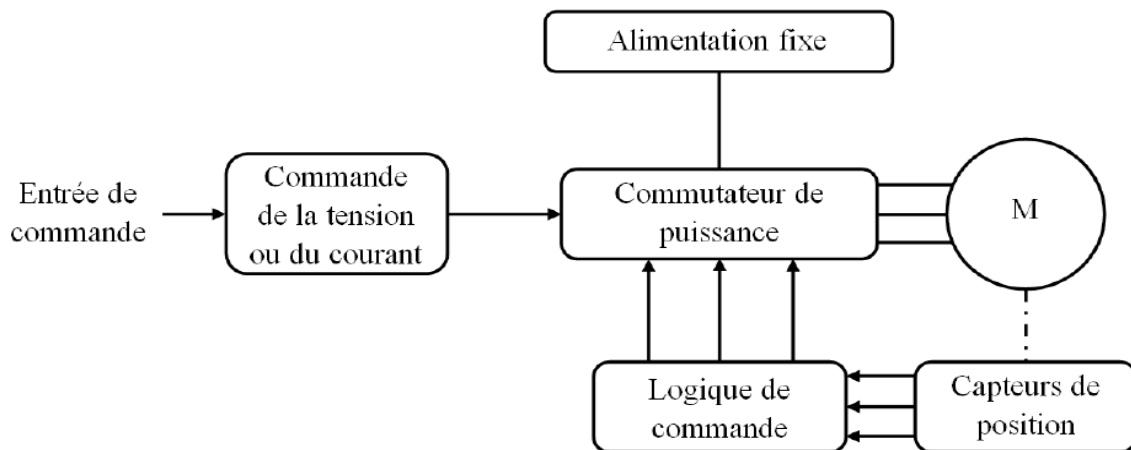 Alimentation fixe
Entrée de
commande
Commande
de la tension
ou du courant
Commutateur de
puissance
M
Logique de
commande
Capteurs de
position